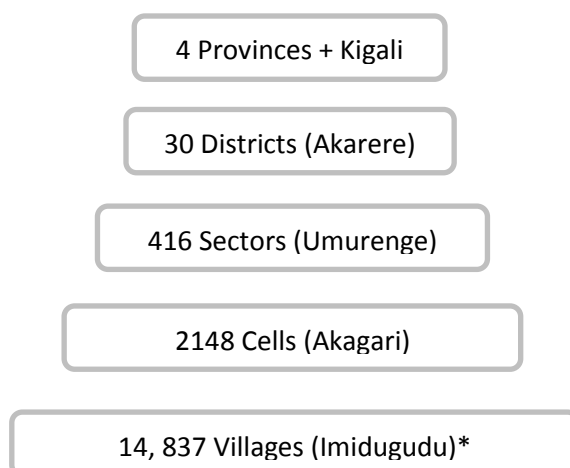 4 Provinces + Kigali
30 Districts (Akarere)
416 Sectors (Umurenge)
2148 Cells (Akagari)
14, 837 Villages (Imidugudu)*